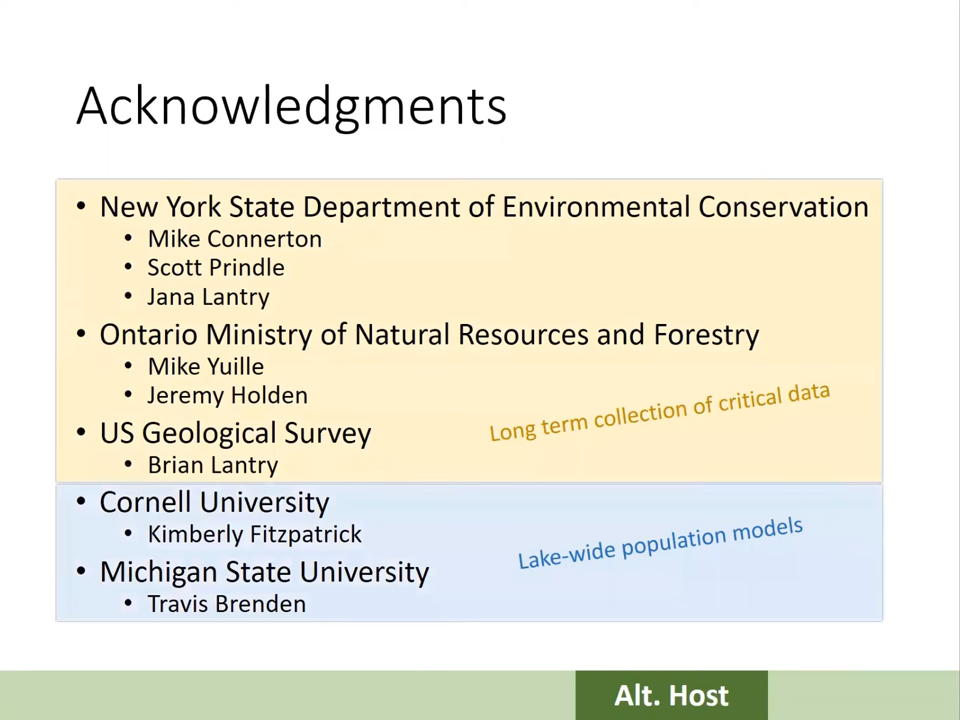 Acknowledgments
• New York State Department of Environmental Conservation
• Mike Connerton
• Scott Prindle
• Jana Lantry
• Ontario Ministry of Natural Resources and Forestry
• Mike Yuille
• Jeremy Holden
Long term collection of critical data
• US Geological Survey
• Brian Lantry
• Cornell University
• Kimberly Fitzpatrick
Lake-wide population models
• Michigan State University
• Travis Brenden
Alt. Host